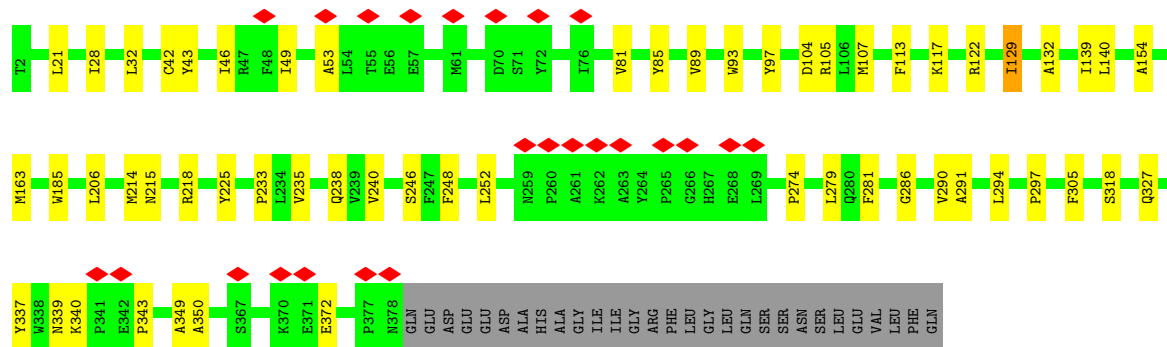 T2 L21 I28 L32 C42 Y43 I46 R47 F48 I49 A53 L54 T55 E56 E57 M61 D70 S71 Y72 I76 V81 Y85 V89 W93 Y97 D104 R105 L106 M107 F113 K117 R122 I129 A132 I139 L140 A154
M163 W185 L206 M214 N215 R218 Y225 P233 L234 V235 Q238 V239 V240 S246 F247 F248 L252 N259 P260 A261 K262 A263 Y264 P265 G266 H267 E268 L269 P274 L279 Q280 F281 G286 V290 A291 L294 P297 F305 S318 Q327
Y337 W338 N339 K340 P341 E342 P343 A349 A350 S367 K370 E371 E372 P377 N378 GLN GLU ASP GLU GLU ASP ALA HIS ALA GLY ILE ILE GLY ARG PHE LEU GLY LEU GLN SER SER ASN SER LEU GLU VAL LEU PHE GLN